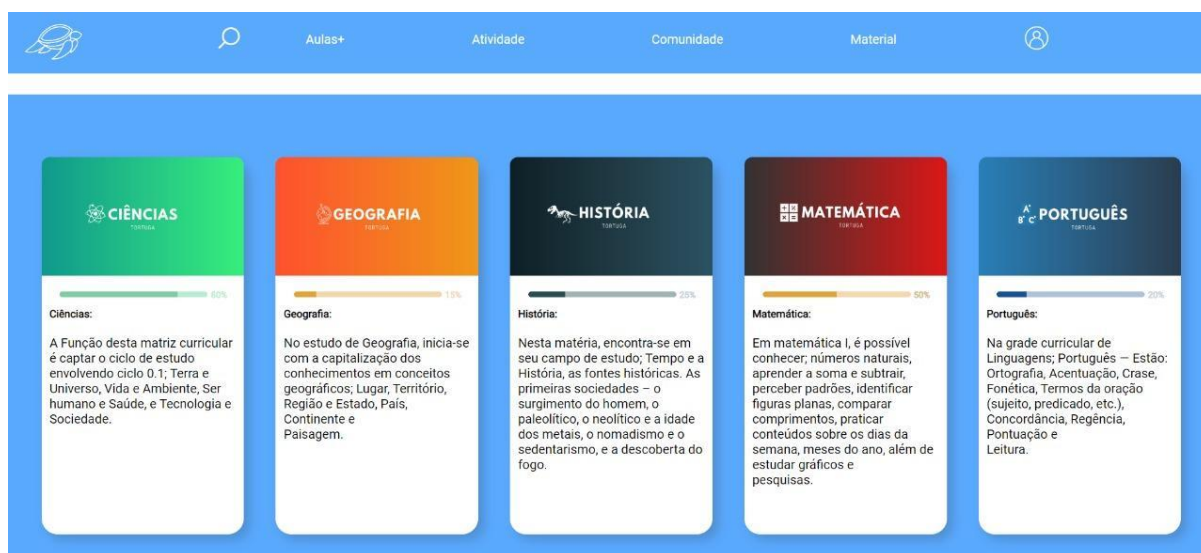 Aulas+
Atividade
Comunidade
Material
CIÊNCIAS
TORTUGA
60%
Ciências:
A Função desta matriz curricular
é captar o ciclo de estudo
envolvendo ciclo 0.1; Terra e
Universo, Vida e Ambiente, Ser
humano e Saúde, e Tecnologia e
Sociedade.
GEOGRAFIA
TORTUGA
15%
Geografia:
No estudo de Geografia, inicia-se
com a capitalização dos
conhecimentos em conceitos
geográficos; Lugar, Território,
Região e Estado, País,
Continente e
Paisagem.
HISTÓRIA
TORTUGA
25%
História:
Nesta matéria, encontra-se em
seu campo de estudo; Tempo e a
História, as fontes históricas. As
primeiras sociedades – o
surgimento do homem, o
paleolítico, o neolítico e a idade
dos metais, o nomadismo e o
sedentarismo, e a descoberta do
fogo.
MATEMÁTICA
TORTUGA
50%
Matemática:
Em matemática I, é possível
conhecer; números naturais,
aprender a soma e subtrair,
perceber padrões, identificar
figuras planas, comparar
comprimentos, praticar
conteúdos sobre os dias da
semana, meses do ano, além de
estudar gráficos e
pesquisas.
A
B C
PORTUGUÊS
TORTUGA
20%
Português:
Na grade curricular de
Linguagens; Português — Estão:
Ortografia, Acentuação, Crase,
Fonética, Termos da oração
(sujeito, predicado, etc.),
Concordância, Regência,
Pontuação e
Leitura.